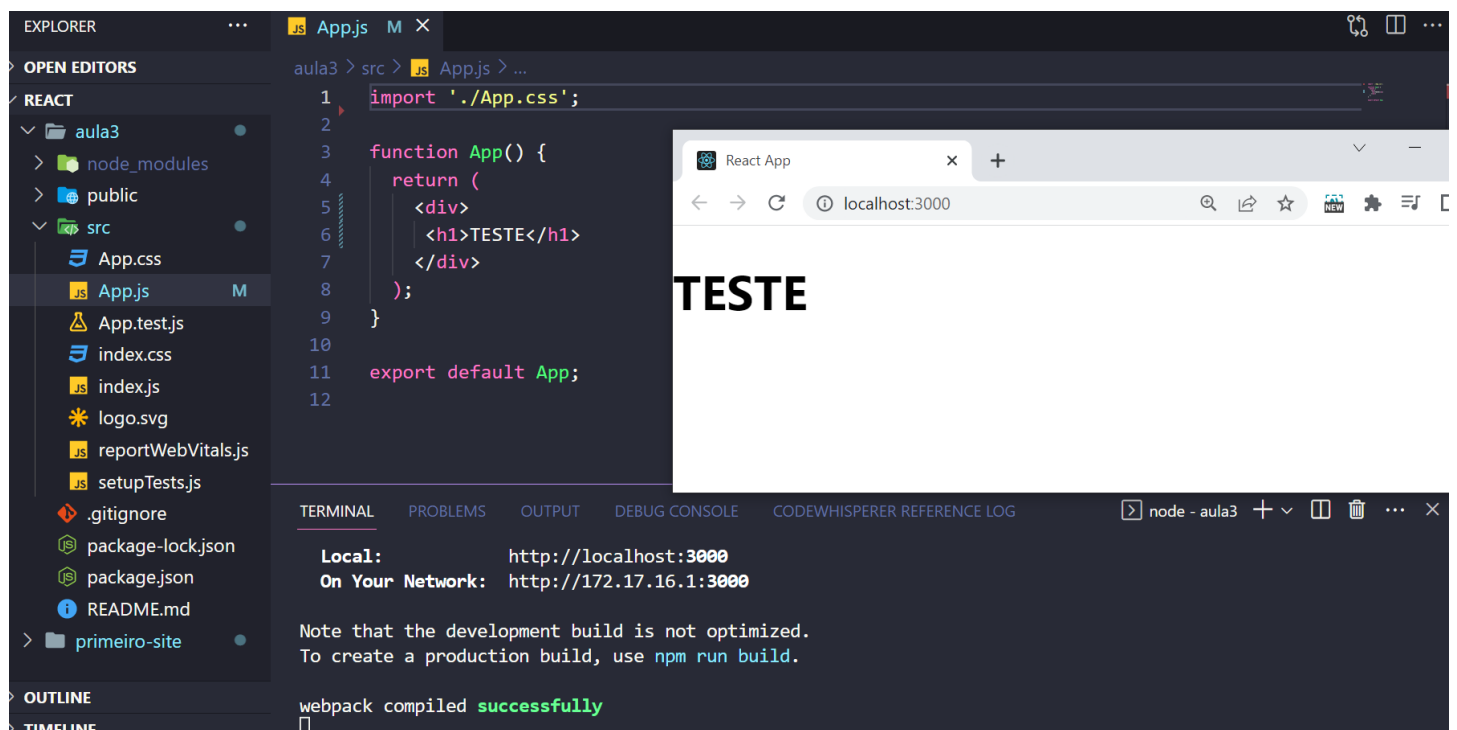 EXPLORER
OPEN EDITORS
REACT
aula3
node_modules
public
src
App.css
App.js M
App.test.js
index.css
index.js
logo.svg
reportWebVitals.js
setupTests.js
.gitignore
package-lock.json
package.json
README.md
primeiro-site
OUTLINE
TIMELINE
JS App.js M
aula3 > src > JS App.js > ...
1 import './App.css';
2
3 function App() {
4 return (
5 <div>
6 <h1>TESTE</h1>
7 </div>
8 );
9 }
10
11 export default App;
12
React App
localhost:3000
NEW
TESTE
TERMINAL PROBLEMS OUTPUT DEBUG CONSOLE CODEWHISPERER REFERENCE LOG node - aula3
Local: http://localhost:3000
On Your Network: http://172.17.16.1:3000
Note that the development build is not optimized.
To create a production build, use npm run build.
webpack compiled successfully